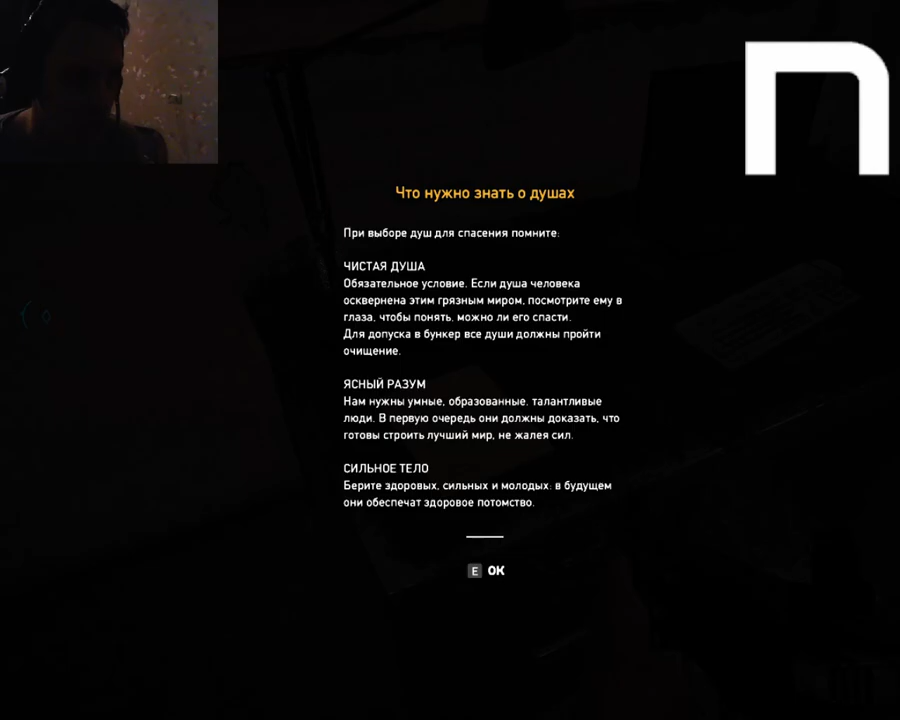 Что нужно знать о душах
При выборе душ для спасения помните:
ЧИСТАЯ ДУША
Обязательное условие. Если душа человека
осквернена этим грязным миром, посмотрите ему в
глаза, чтобы понять, можно ли его спасти.
Для допуска в бункер все души должны пройти
очищение.
ЯСНЫЙ РАЗУМ
Нам нужны умные, образованные, талантливые
люди. В первую очередь они должны доказать, что
готовы строить лучший мир, не жалея сил.
СИЛЬНОЕ ТЕЛО
Берите здоровых, сильных и молодых: в будущем
они обеспечат здоровое потомство.
E ОК